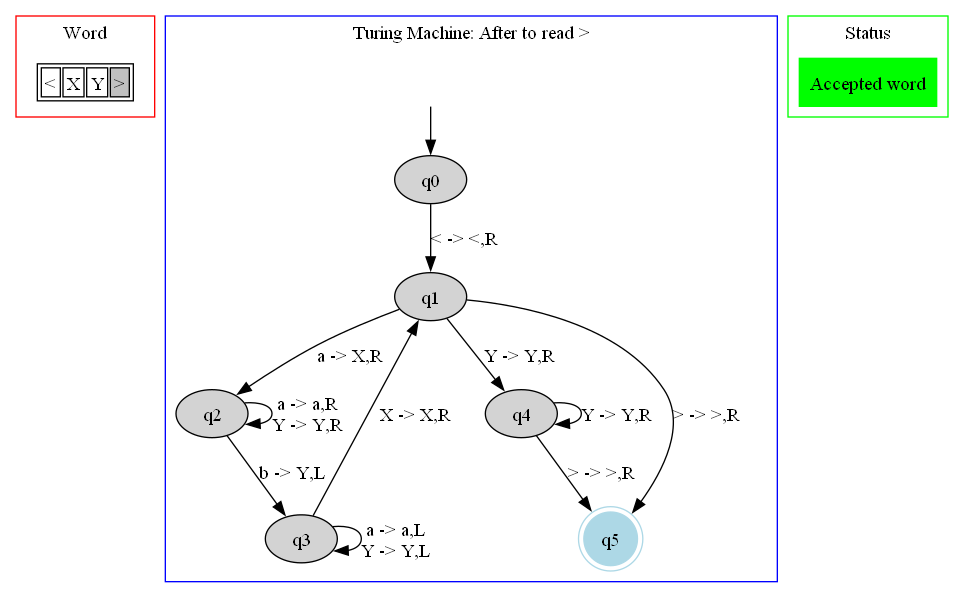 Word
< X Y >
Turing Machine: After to read >
Status
Accepted word
q0
< -> <,R
q1
a -> X,R
Y -> Y,R
q2
a -> a,R
Y -> Y,R
X -> X,R
q4
Y -> Y,R
> -> >,R
b -> Y,L
> -> >,R
q3
a -> a,L
Y -> Y,L
q5